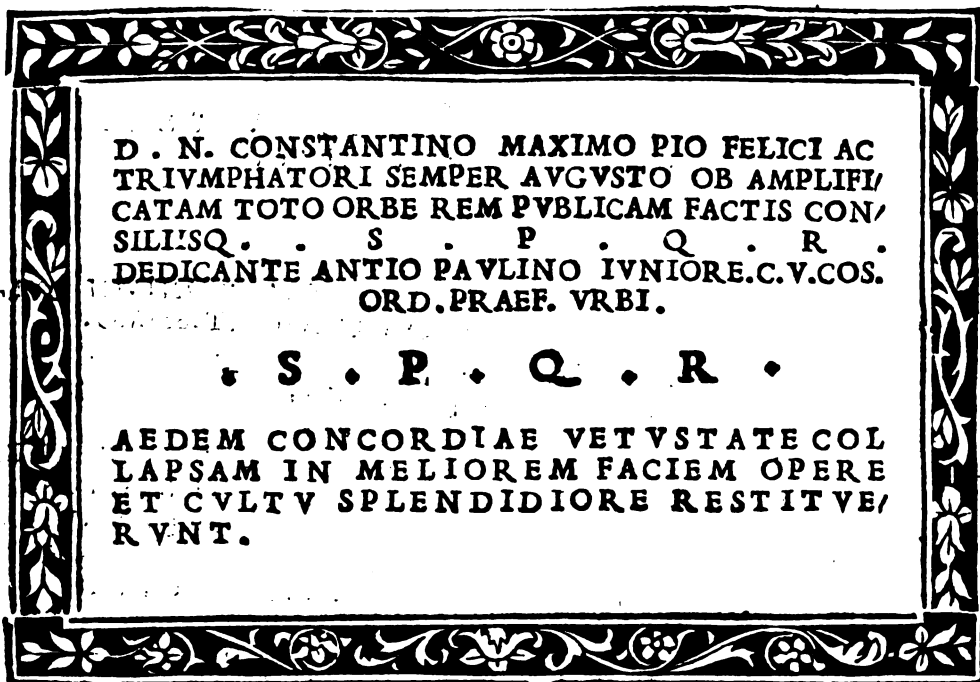 D . N. CONSTANTINO MAXIMO PIO FELICI AC
TRIVMPHATORI SEMPER AVGVSTO OB AMPLIFI/
CATAM TOTO ORBE REM PVBLICAM FACTIS CON/
SILIISQ . . S . P . Q . R .
DEDICANTE ANTIO PAVLINO IVNIORE.C.V.COS.
ORD.PRAEF. VRBI.
. S . P . Q . R .
AEDEM CONCORDIAE VETVSTATE COL
LAPSAM IN MELIOREM FACIEM OPERE
ET CVLTV SPLENDIDIORE RESTITVE/
RVNT.